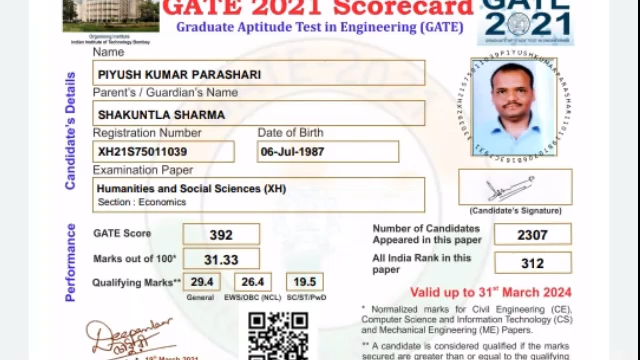 GATE 2021 Scorecard
Graduate Aptitude Test in Engineering (GATE)
Organising Institute
Indian Institute of Technology Bombay
GATE
2021
Candidate's Details
Name
PIYUSH KUMAR PARASHARI
Parent's / Guardian's Name
SHAKUNTLA SHARMA
Registration Number
Date of Birth
XH21S75011039
06-Jul-1987
Examination Paper
Humanities and Social Sciences (XH)
Section : Economics
(Candidate's Signature)
Performance
GATE Score
392
Marks out of 100*
31.33
Qualifying Marks**
29.4
26.4
19.5
General
EWS/OBC (NCL)
SC/ST/PwD
Number of Candidates
Appeared in this paper
2307
All India Rank in this
paper
312
Valid up to 31st March 2024
* Normalized marks for Civil Engineering (CE),
Computer Science and Information Technology (CS)
and Mechanical Engineering (ME) Papers.
** A candidate is considered qualified if the marks
secured are greater than or equal to the qualifying
March 2021